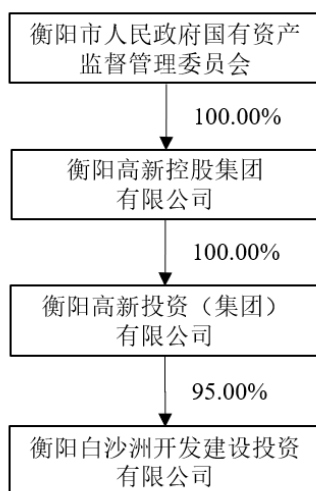 衡阳市人民政府国有资产
监督管理委员会
100.00%
衡阳高新控股集团
有限公司
100.00%
衡阳高新投资（集团）
有限公司
95.00%
衡阳白沙洲开发建设投资
有限公司